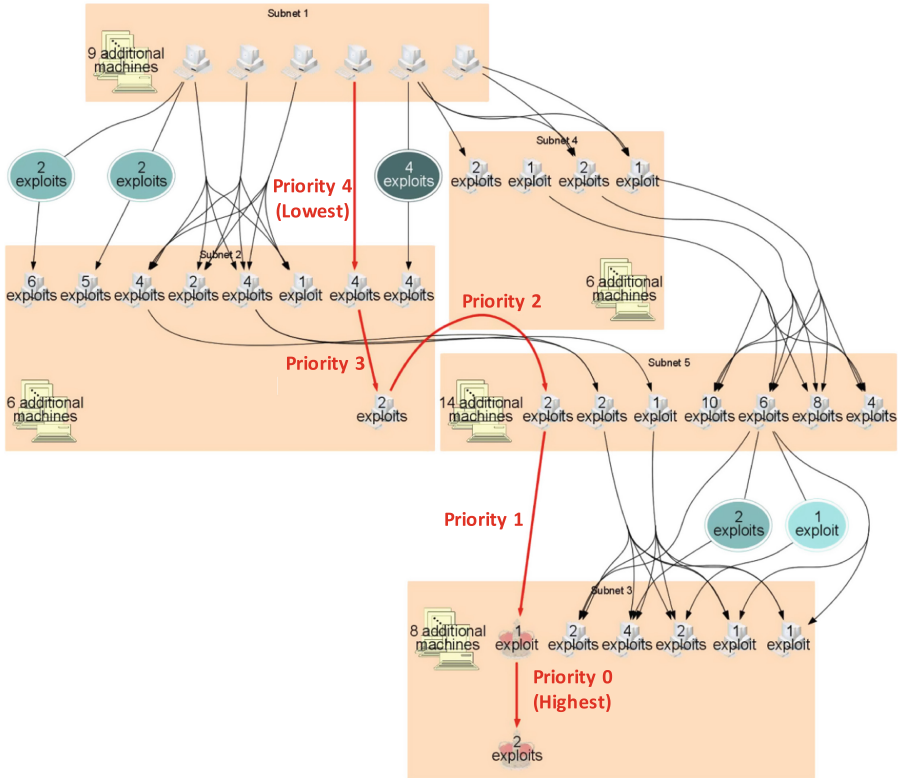 Subnet 1
9 additional
machines
Subnet 4
2
exploits
2
exploits
4
exploits
2
exploits
1
exploit
2
exploits
1
exploit
Priority 4
(Lowest)
Subnet 2
6
exploits
5
exploits
4
exploits
2
exploits
4
exploits
1
exploit
4
exploits
4
exploits
6 additional
machines
Priority 2
Priority 3
Subnet 5
6 additional
machines
2
exploits
14 additional
machines
2
exploits
2
exploits
1
exploit
10
exploits
6
exploits
8
exploits
4
exploits
Priority 1
2
exploits
1
exploit
Subnet 3
8 additional
machines
1
exploit
2
exploits
4
exploits
2
exploits
1
exploit
1
exploit
Priority 0
(Highest)
2
exploits